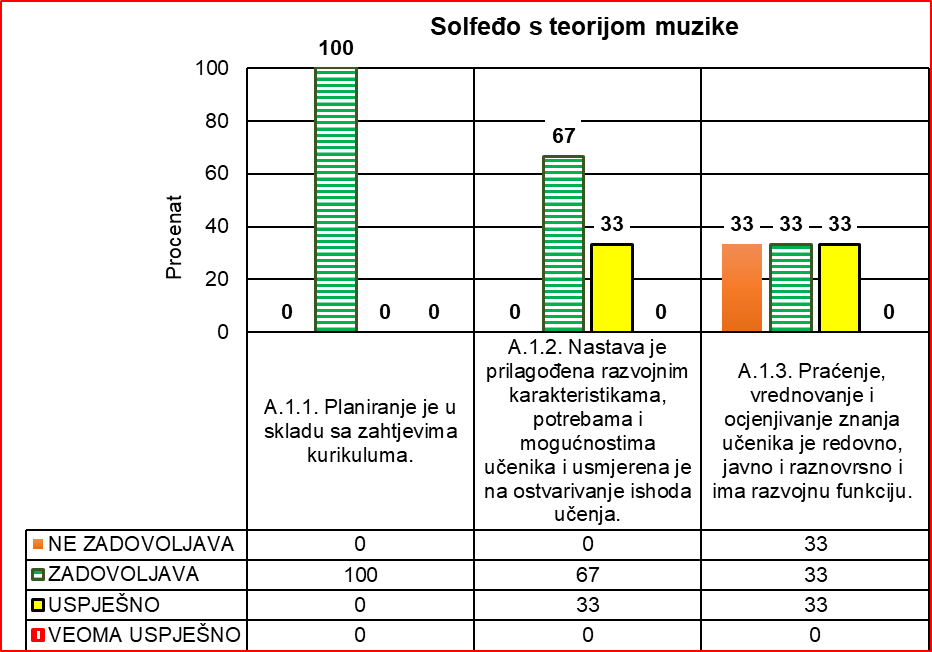 Solfeđo s teorijom muzike
Procenat
100
80
60
40
20
0
0 100 0 0
0 67 33 0
33 33 33 0
A.1.1. Planiranje je u
skladu sa zahtjevima
kurikuluma.
A.1.2. Nastava je
prilagođena razvojnim
karakteristikama,
potrebama i
mogućnostima
učenika i usmjerena je
na ostvarivanje ishoda
učenja.
A.1.3. Praćenje,
vrednovanje i
ocjenjivanje znanja
učenika je redovno,
javno i raznovrsno i
ima razvojnu funkciju.
NE ZADOVOLJAVA 0 0 33
ZADOVOLJAVA 100 67 33
USPJEŠNO 0 33 33
VEOMA USPJEŠNO 0 0 0